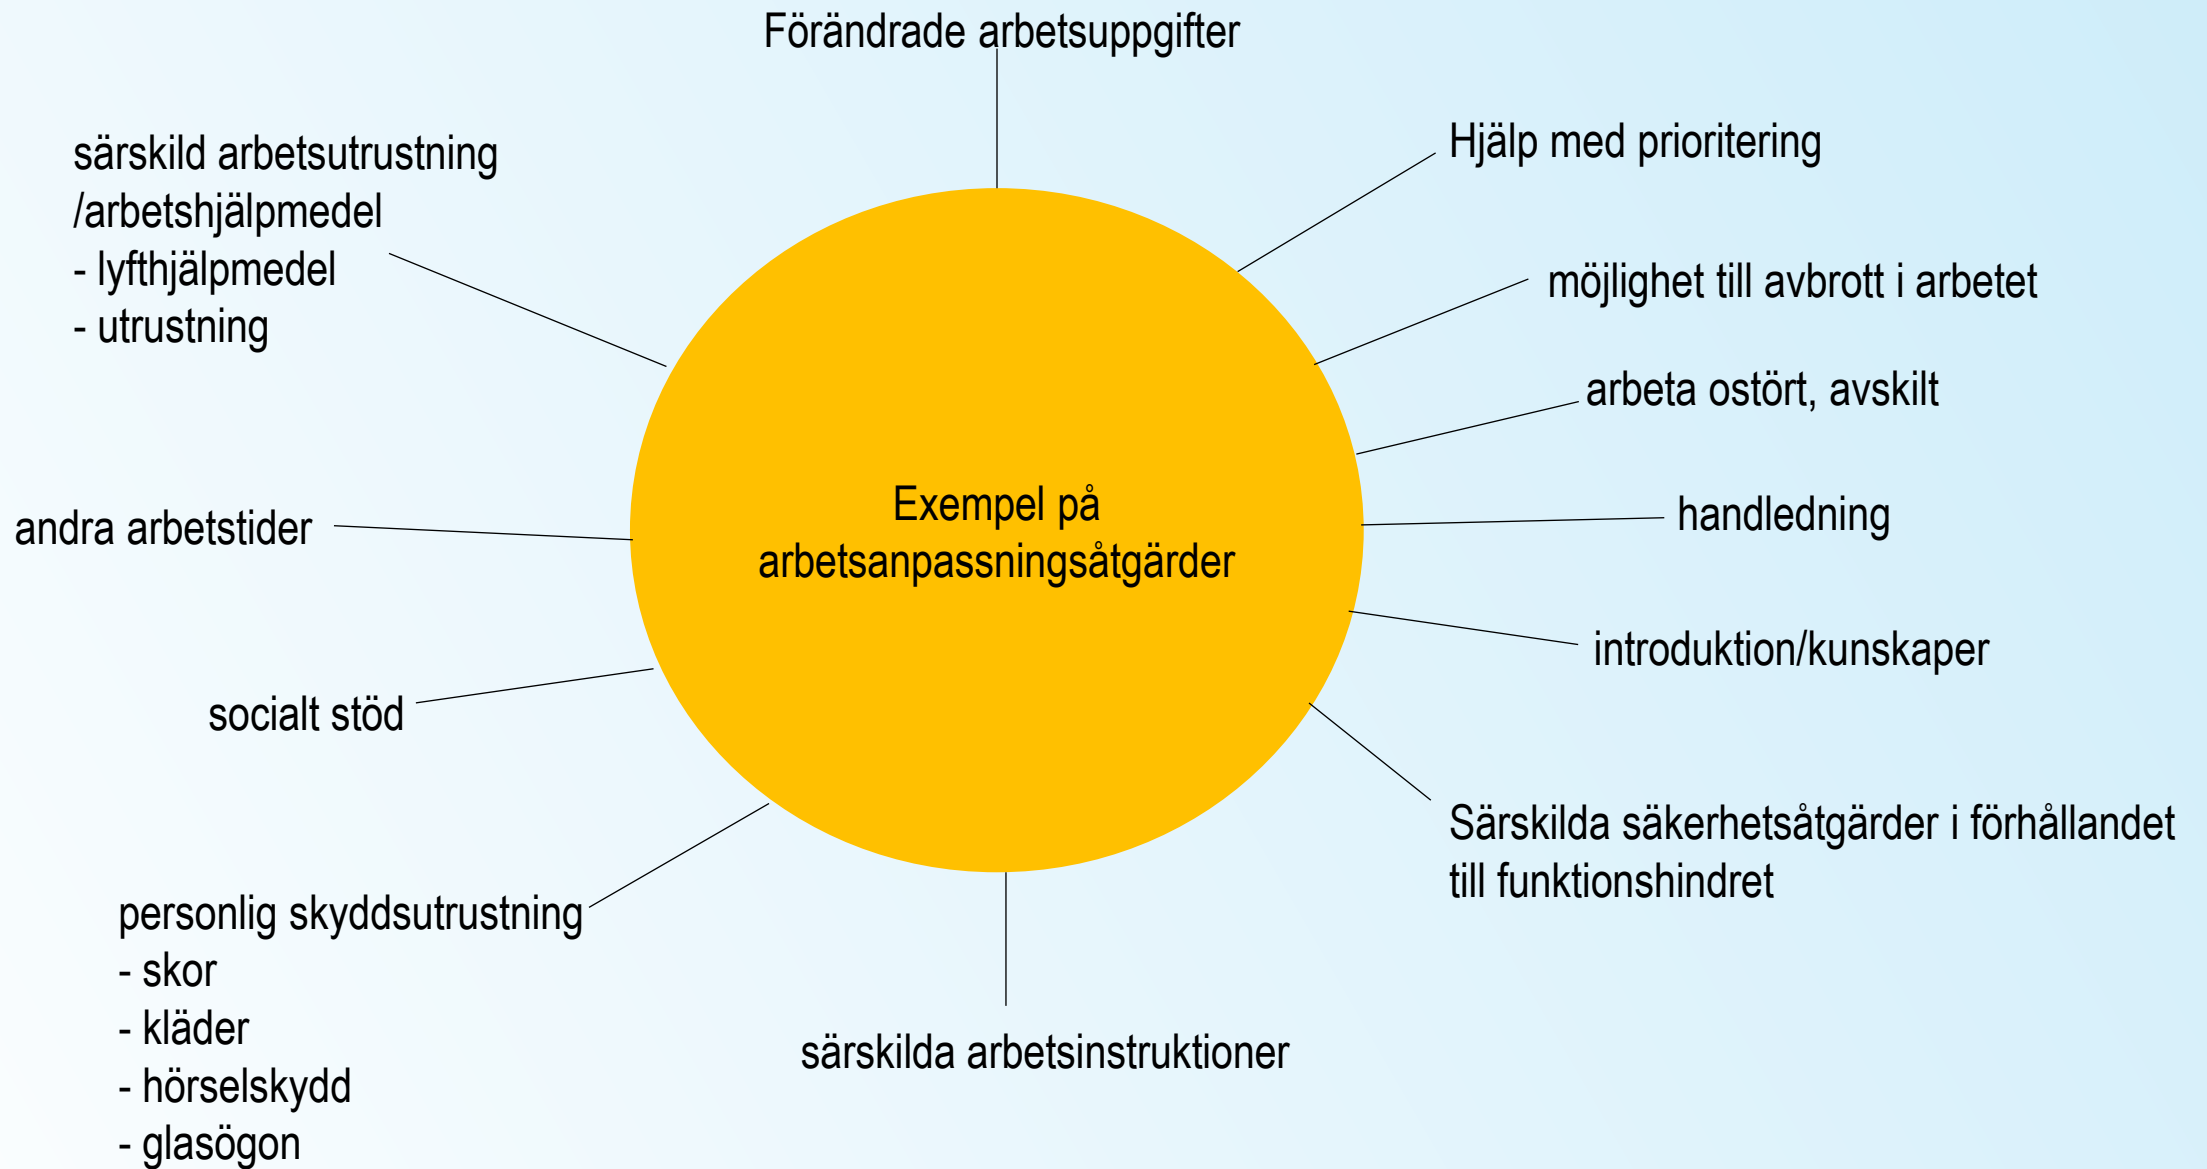 Förändrade arbetsuppgifter
Hjälp med prioritering
möjlighet till avbrott i arbetet
arbeta ostört, avskilt
handledning
introduktion/kunskaper
Särskilda säkerhetsåtgärder i förhållandet
till funktionshindret
särskilda arbetsinstruktioner
personlig skyddsutrustning
- skor
- kläder
- hörselskydd
- glasögon
socialt stöd
andra arbetstider
särskild arbetsutrustning
/arbetshjälpmedel
- lyfthjälpmedel
- utrustning
Exempel på
arbetsanpassningsåtgärder